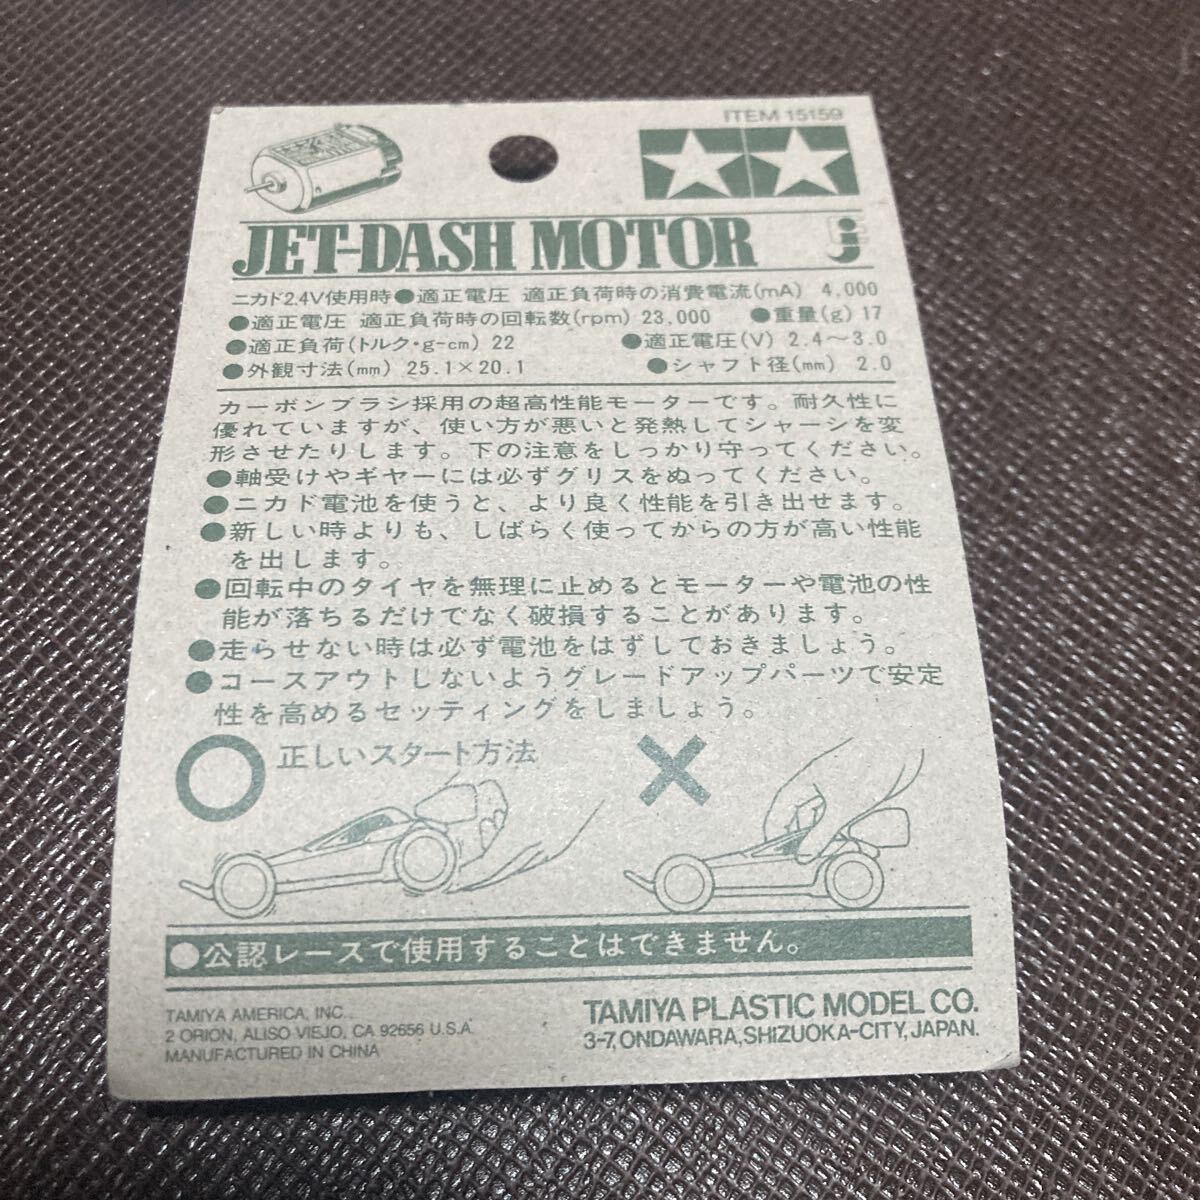 ITEM 15159
JET-DASH MOTOR
ニカド2.4V使用時●適正電圧 適正負荷時の消費電流(mA) 4,000
●適正電圧 適正負荷時の回転数(rpm) 23,000 ●重量(g) 17
●適正負荷(トルク・g-cm) 22 ●適正電圧(V) 2.4〜3.0
●外観寸法(mm) 25.1×20.1 ●シャフト径(mm) 2.0
カーボンブラシ採用の超高性能モーターです。耐久性に
優れていますが、使い方が悪いと発熱してシャーシを変
形させたりします。下の注意をしっかり守ってください。
●軸受けやギヤーには必ずグリスをぬってください。
●ニカド電池を使うと、より良く性能を引き出せます。
●新しい時よりも、しばらく使ってからの方が高い性能
を出します。
●回転中のタイヤを無理に止めるとモーターや電池の性
能が落ちるだけでなく破損することがあります。
●走らせない時は必ず電池をはずしておきましょう。
●コースアウトしないようグレードアップパーツで安定
性を高めるセッティングをしましょう。
正しいスタート方法
●公認レースで使用することはできません。
TAMIYA AMERICA, INC.
2 ORION, ALISO VIEJO, CA 92656 U.S.A.
MANUFACTURED IN CHINA
TAMIYA PLASTIC MODEL CO.
3-7, ONDAWARA, SHIZUOKA-CITY, JAPAN.